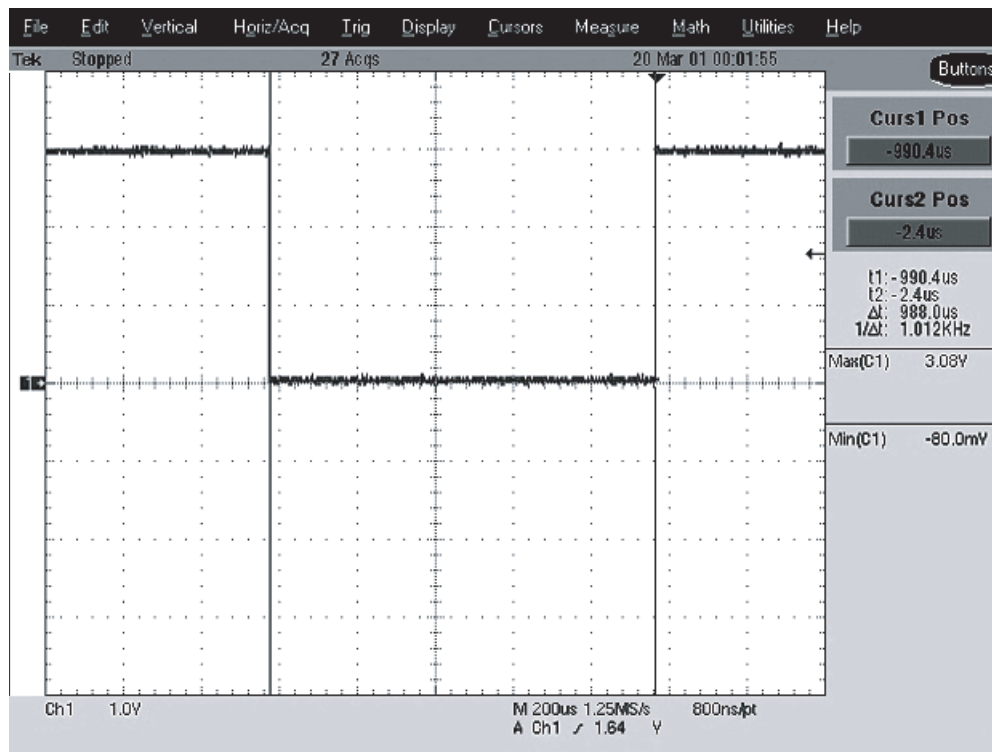 File Edit Vertical Horiz/Acq Trig Display Cursors Measure Math Utilities Help
Tek Stopped 27 Acqs 20 Mar 01 00:01:55
Buttons
Curs1 Pos
-990.4us
Curs2 Pos
-2.4us
t1: -990.4us
t2: -2.4us
Δt: 988.0us
1/Δt: 1.012KHz
Max(C1) 3.08V
Min(C1) -80.0mV
Ch1 1.0V M 200us 1.25MS/s 800ns/pt
A Ch1 / 1.64 V